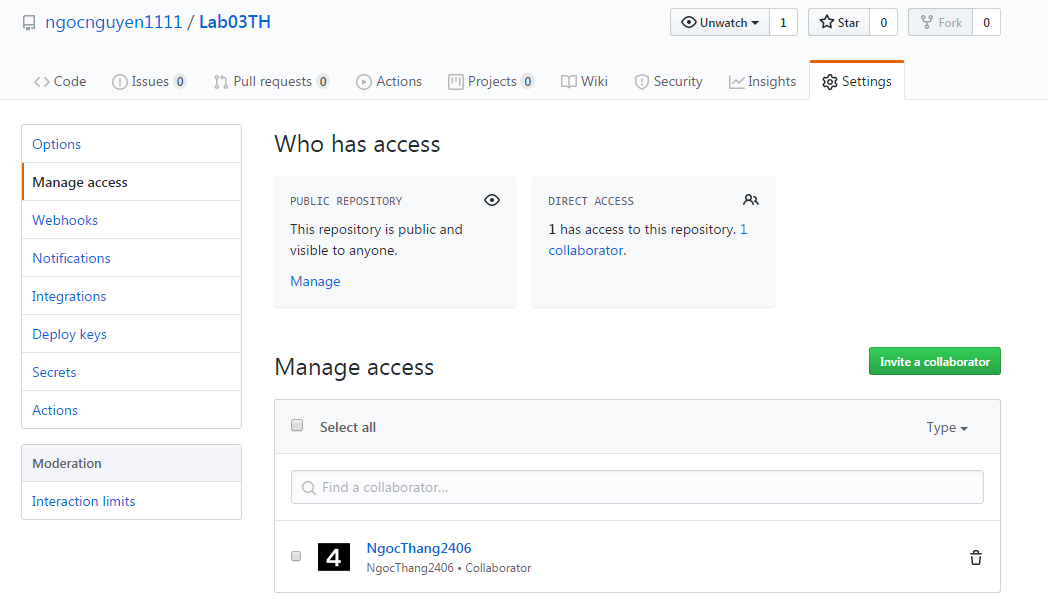 ngocnguyen1111 / Lab03TH
Unwatch 1 Star 0 Fork 0
Code Issues 0 Pull requests 0 Actions Projects 0 Wiki Security Insights Settings
Options
Manage access
Webhooks
Notifications
Integrations
Deploy keys
Secrets
Actions
Moderation
Interaction limits
Who has access
PUBLIC REPOSITORY
This repository is public and
visible to anyone.
Manage
DIRECT ACCESS
1 has access to this repository. 1
collaborator.
Manage access
Invite a collaborator
Select all
Type
Find a collaborator...
4
NgocThang2406
NgocThang2406 • Collaborator